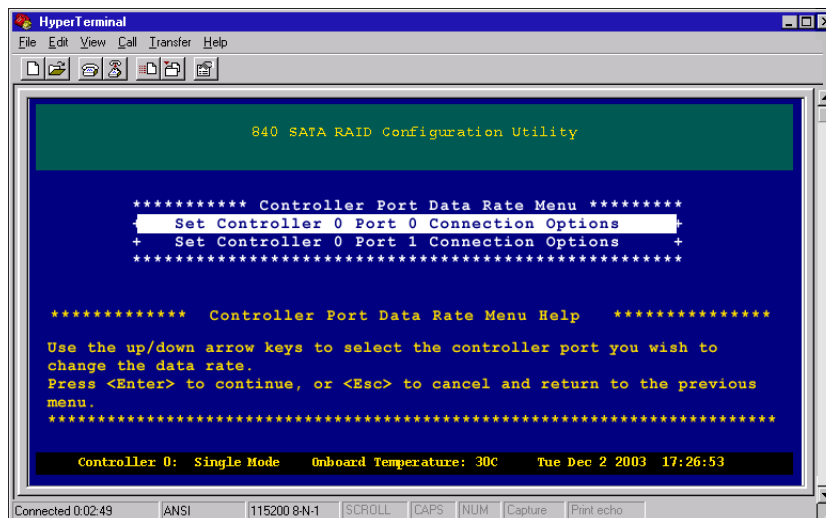 HyperTerminal
File Edit View Call Transfer Help
840 SATA RAID Configuration Utility
*********** Controller Port Data Rate Menu *********
+ Set Controller 0 Port 0 Connection Options +
+ Set Controller 0 Port 1 Connection Options +
*****************************************************
************* Controller Port Data Rate Menu Help ***************
Use the up/down arrow keys to select the controller port you wish to
change the data rate.
Press <Enter> to continue, or <Esc> to cancel and return to the previous
menu.
**************************************************************************
Controller 0: Single Mode Onboard Temperature: 30C Tue Dec 2 2003 17:26:53
Connected 0:02:49 ANSI 115200 8-N-1 SCROLL CAPS NUM Capture Print echo